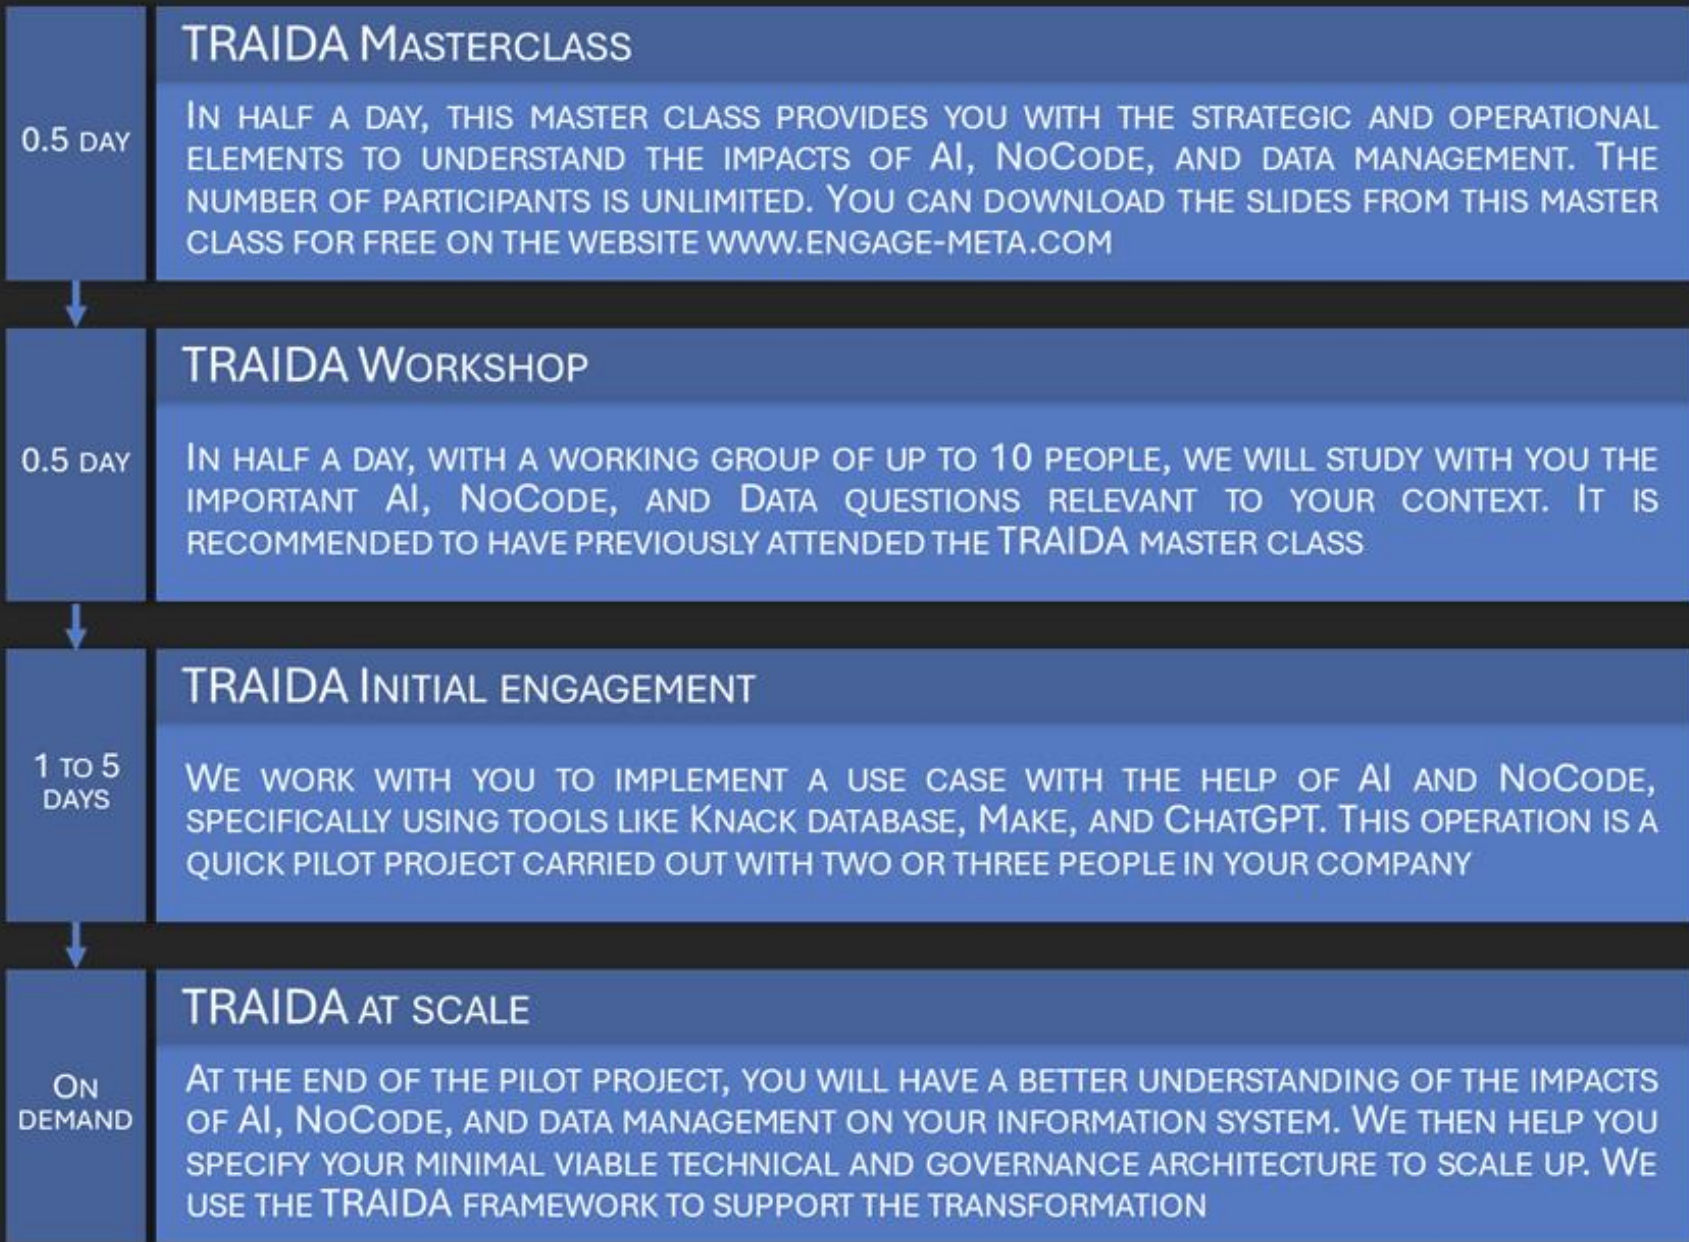 TRAIDA MASTERCLASS
0.5 DAY
IN HALF A DAY, THIS MASTER CLASS PROVIDES YOU WITH THE STRATEGIC AND OPERATIONAL
ELEMENTS TO UNDERSTAND THE IMPACTS OF AI, NOCODE, AND DATA MANAGEMENT. THE
NUMBER OF PARTICIPANTS IS UNLIMITED. YOU CAN DOWNLOAD THE SLIDES FROM THIS MASTER
CLASS FOR FREE ON THE WEBSITE WWW.ENGAGE-META.COM
TRAIDA WORKSHOP
0.5 DAY
IN HALF A DAY, WITH A WORKING GROUP OF UP TO 10 PEOPLE, WE WILL STUDY WITH YOU THE
IMPORTANT AI, NOCODE, AND DATA QUESTIONS RELEVANT TO YOUR CONTEXT. IT IS
RECOMMENDED TO HAVE PREVIOUSLY ATTENDED THE TRAIDA MASTER CLASS
TRAIDA INITIAL ENGAGEMENT
1 TO 5
DAYS
WE WORK WITH YOU TO IMPLEMENT A USE CASE WITH THE HELP OF AI AND NOCODE,
SPECIFICALLY USING TOOLS LIKE KNACK DATABASE, MAKE, AND CHATGPT. THIS OPERATION IS A
QUICK PILOT PROJECT CARRIED OUT WITH TWO OR THREE PEOPLE IN YOUR COMPANY
TRAIDA AT SCALE
ON
DEMAND
AT THE END OF THE PILOT PROJECT, YOU WILL HAVE A BETTER UNDERSTANDING OF THE IMPACTS
OF AI, NOCODE, AND DATA MANAGEMENT ON YOUR INFORMATION SYSTEM. WE THEN HELP YOU
SPECIFY YOUR MINIMAL VIABLE TECHNICAL AND GOVERNANCE ARCHITECTURE TO SCALE UP. WE
USE THE TRAIDA FRAMEWORK TO SUPPORT THE TRANSFORMATION